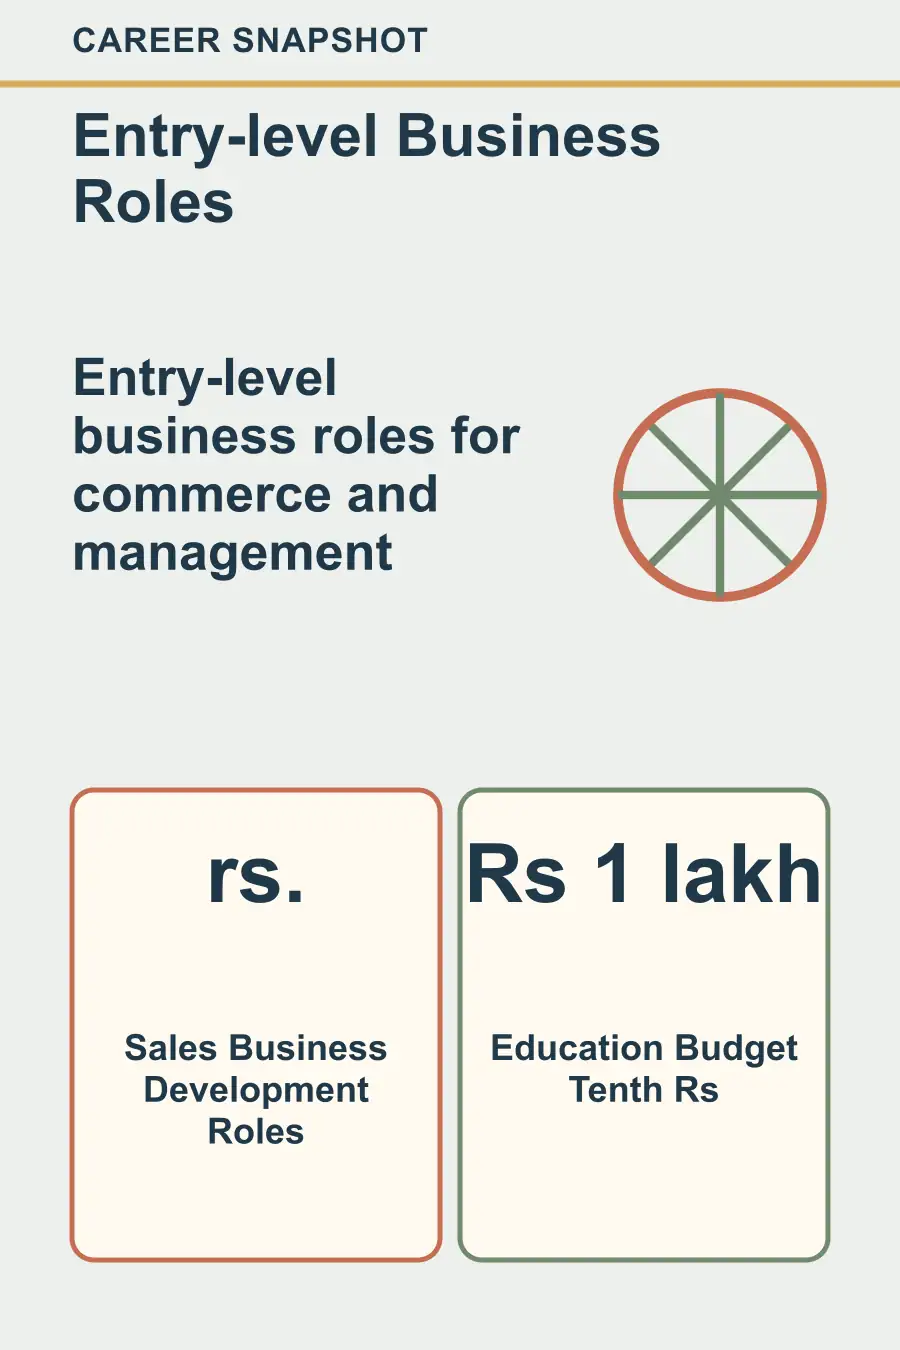 CAREER SNAPSHOT
Entry-level Business
Roles
Entry-level
business roles for
commerce and
management
rs.
Sales Business
Development
Roles
Rs 1 lakh
Education Budget
Tenth Rs